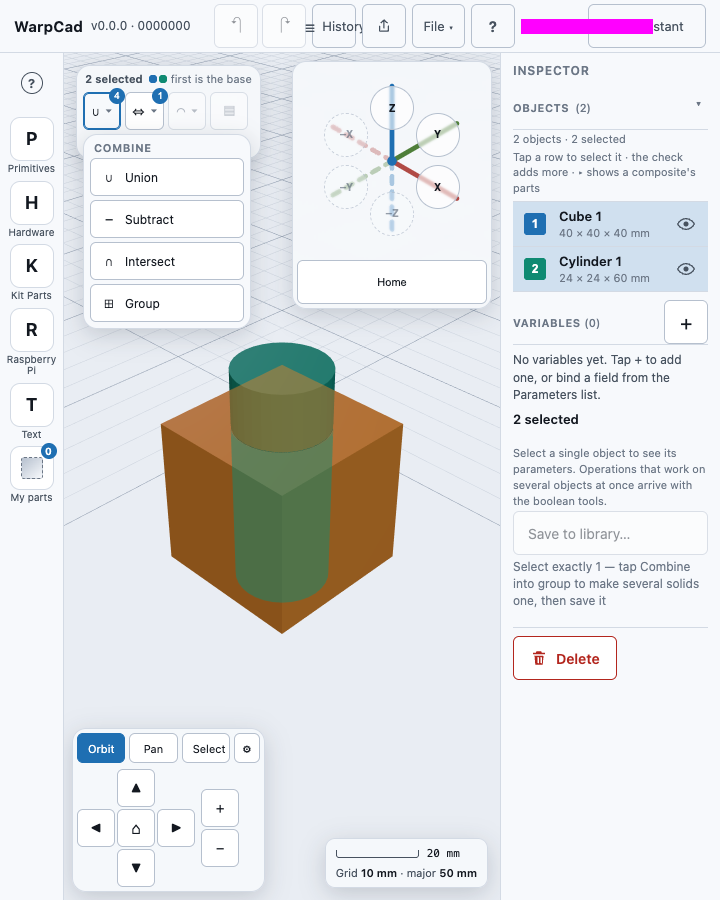 WarpCad v0.0.0 · 0000000
History
File
?
stant
?
P
Primitives
H
Hardware
K
Kit Parts
R
Raspberry
Pi
T
Text
0
My parts
2 selected first is the base
4
1
COMBINE
Union
Subtract
Intersect
Group
Z
-X
Y
-Y
X
-Z
Home
Orbit
Pan
Select
+
−
20 mm
Grid 10 mm · major 50 mm
INSPECTOR
OBJECTS (2)
2 objects · 2 selected
Tap a row to select it · the check
adds more · ▸ shows a composite's
parts
1
Cube 1
40 × 40 × 40 mm
2
Cylinder 1
24 × 24 × 60 mm
VARIABLES (0)
+
No variables yet. Tap + to add
one, or bind a field from the
Parameters list.
2 selected
Select a single object to see its
parameters. Operations that work on
several objects at once arrive with
the boolean tools.
Save to library...
Select exactly 1 — tap Combine
into group to make several solids
one, then save it
Delete